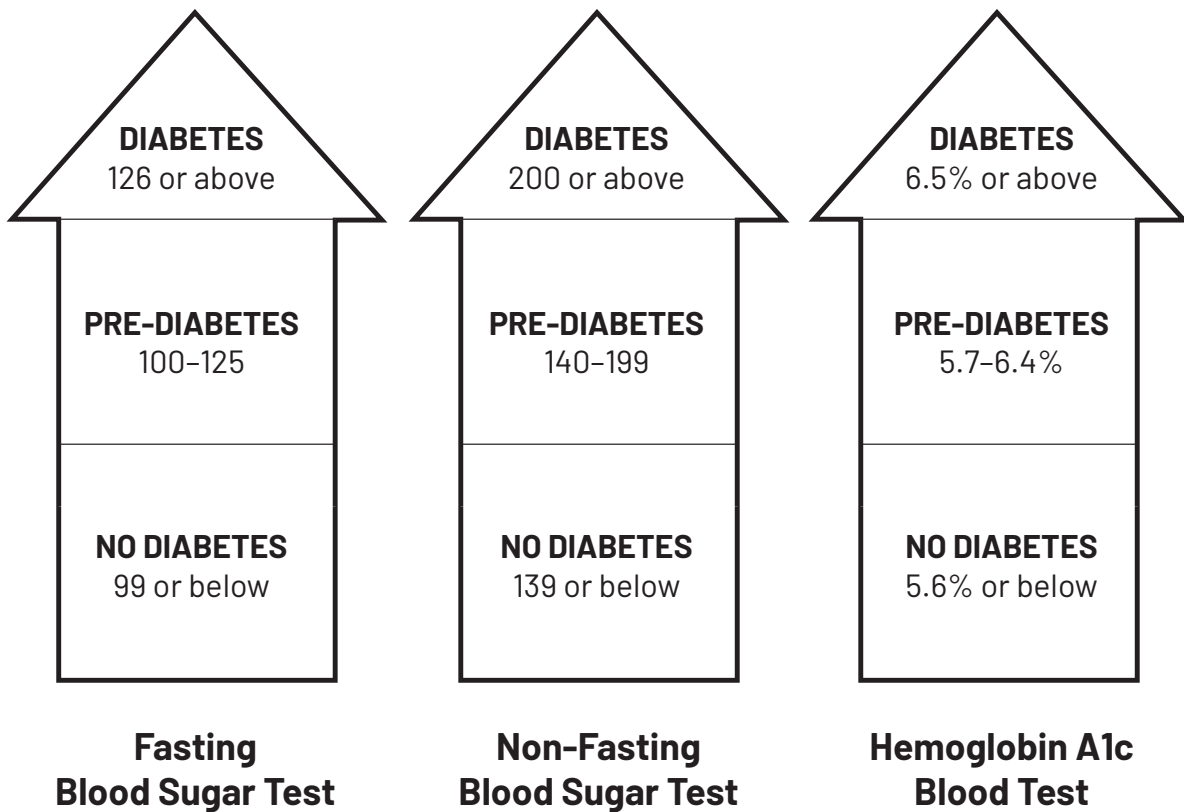 DIABETES
126 or above
PRE-DIABETES
100–125
NO DIABETES
99 or below
Fasting
Blood Sugar Test
DIABETES
200 or above
PRE-DIABETES
140–199
NO DIABETES
139 or below
Non-Fasting
Blood Sugar Test
DIABETES
6.5% or above
PRE-DIABETES
5.7–6.4%
NO DIABETES
5.6% or below
Hemoglobin A1c
Blood Test